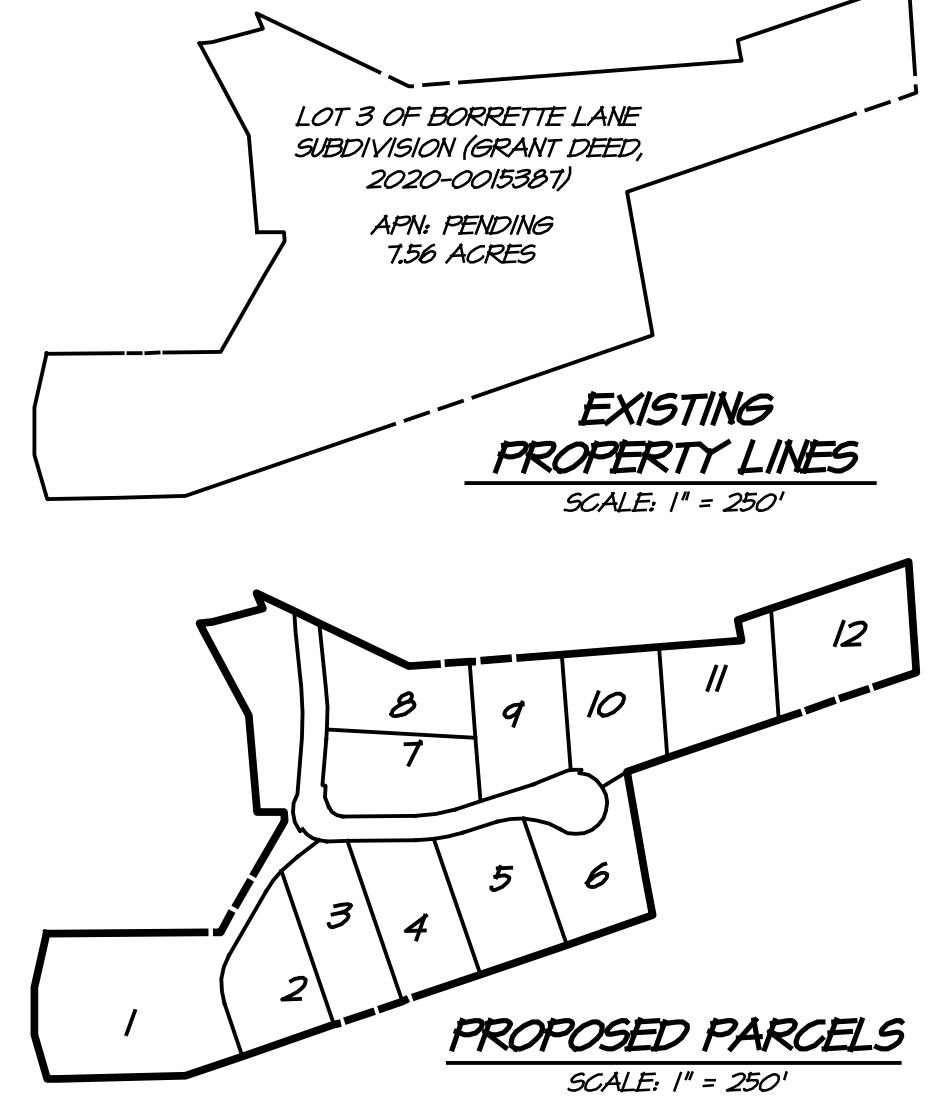 LOT 3 OF BORRETTE LANE
SUBDIVISION (GRANT DEED,
2020-0015387)
APN: PENDING
7.56 ACRES
EXISTING
PROPERTY LINES
SCALE: 1" = 250'
12
11
8
9
10
7
5
6
3
4
2
1
PROPOSED PARCELS
SCALE: 1" = 250'